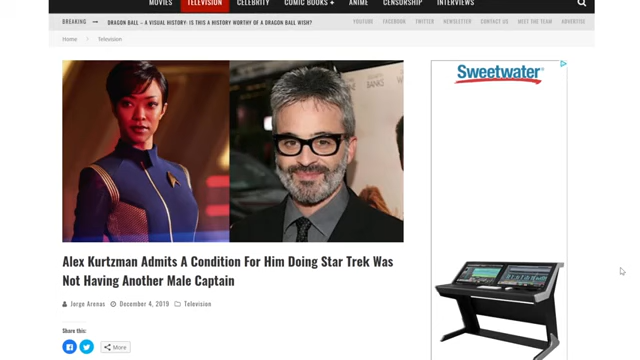 MOVIES TELEVISION CELEBRITY COMIC BOOKS + ANIME CENSORSHIP INTERVIEWS
BREAKING DRAGON BALL – A VISUAL HISTORY: IS THIS A HISTORY WORTHY OF A DRAGON BALL WISH? YOUTUBE FACEBOOK TWITTER NEWSLETTER CONTACT US MEET THE TEAM ADVERTISE
Home > Television
Sweetwater
BANKS
Alex Kurtzman Admits A Condition For Him Doing Star Trek Was
Not Having Another Male Captain
Jorge Arenas December 4, 2019 Television
Share this:
More